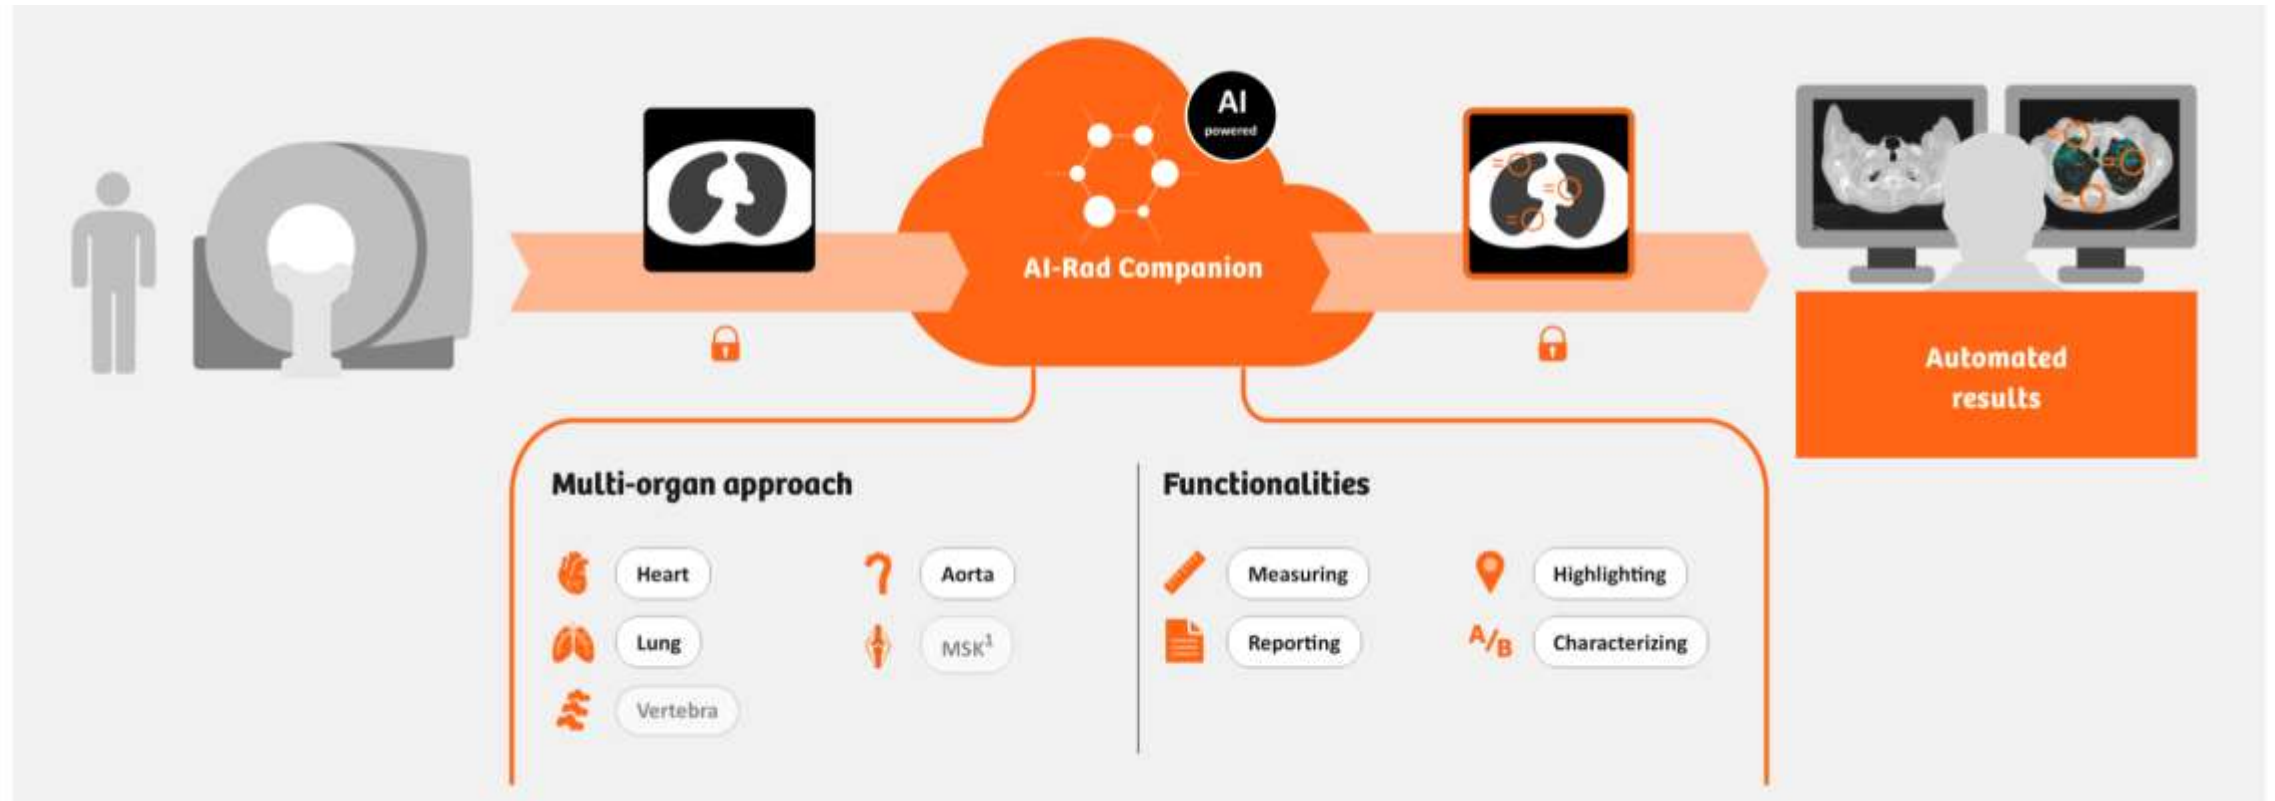 AI
powered
AI-Rad Companion
Automated
results
Multi-organ approach
Heart
Aorta
Lung
MSK¹
Vertebra
Functionalities
Measuring
Highlighting
Reporting
A/B
Characterizing